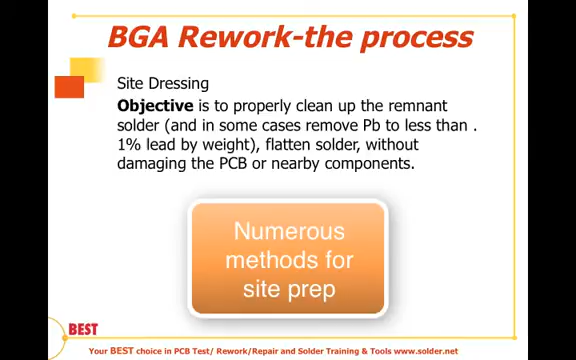 BGA Rework-the process
Site Dressing
Objective is to properly clean up the remnant
solder (and in some cases remove Pb to less than .
1% lead by weight), flatten solder, without
damaging the PCB or nearby components.
Numerous
methods for
site prep
BEST
Your BEST choice in PCB Test/ Rework/Repair and Solder Training & Tools www.solder.net